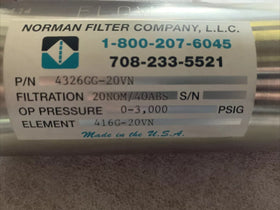 FLOW
NORMAN FILTER COMPANY, L.L.C.
1-800-207-6045
708-233-5521
P/N 4326GG-20VN
FILTRATION 20NOM/40ABS S/N
OP PRESSURE 0-3,000 PSIG
ELEMENT 416G-20VN
Made in the U.S.A.